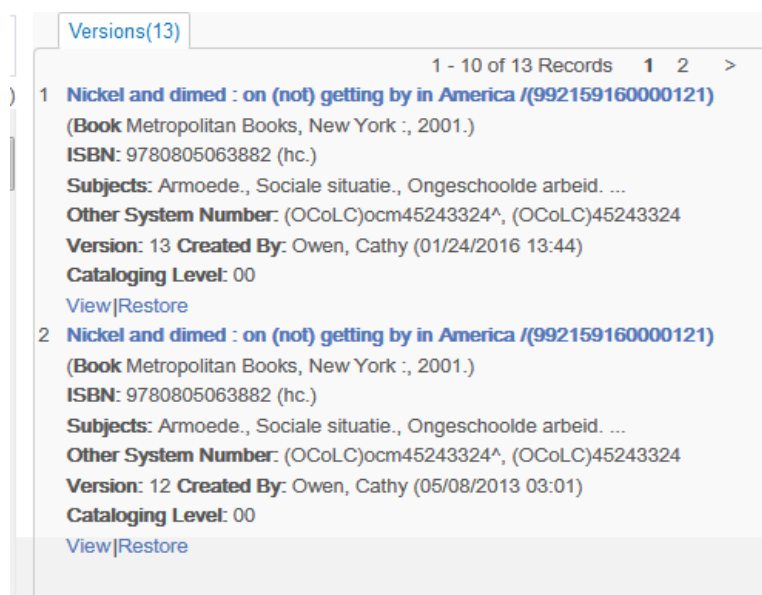 Versions(13)
1 - 10 of 13 Records 1 2 >
) 1 Nickel and dimed : on (not) getting by in America /(992159160000121)
(Book Metropolitan Books, New York :, 2001.)
ISBN: 9780805063882 (hc.)
Subjects: Armoede., Sociale situatie., Ongeschoolde arbeid. ...
Other System Number: (OCoLC)ocm45243324^, (OCoLC)45243324
Version: 13 Created By: Owen, Cathy (01/24/2016 13:44)
Cataloging Level: 00
View|Restore
2 Nickel and dimed : on (not) getting by in America /(992159160000121)
(Book Metropolitan Books, New York :, 2001.)
ISBN: 9780805063882 (hc.)
Subjects: Armoede., Sociale situatie., Ongeschoolde arbeid. ...
Other System Number: (OCoLC)ocm45243324^, (OCoLC)45243324
Version: 12 Created By: Owen, Cathy (05/08/2013 03:01)
Cataloging Level: 00
View|Restore